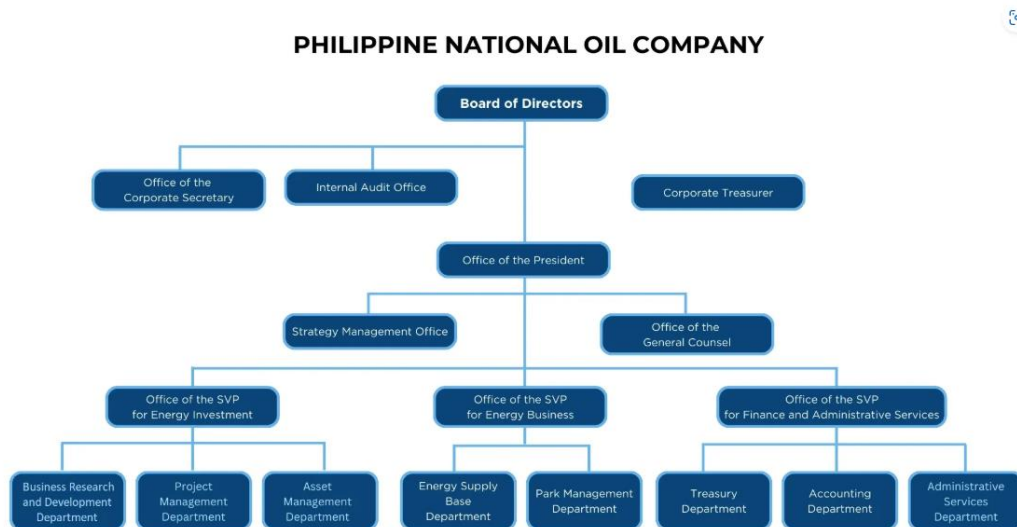 PHILIPPINE NATIONAL OIL COMPANY
Board of Directors
Office of the
Corporate Secretary
Internal Audit Office
Corporate Treasurer
Office of the President
Strategy Management Office
Office of the
General Counsel
Office of the SVP
for Energy Investment
Office of the SVP
for Energy Business
Office of the SVP
for Finance and Administrative Services
Business Research
and Development
Department
Project
Management
Department
Asset
Management
Department
Energy Supply
Base
Department
Park Management
Department
Treasury
Department
Accounting
Department
Administrative
Services
Department